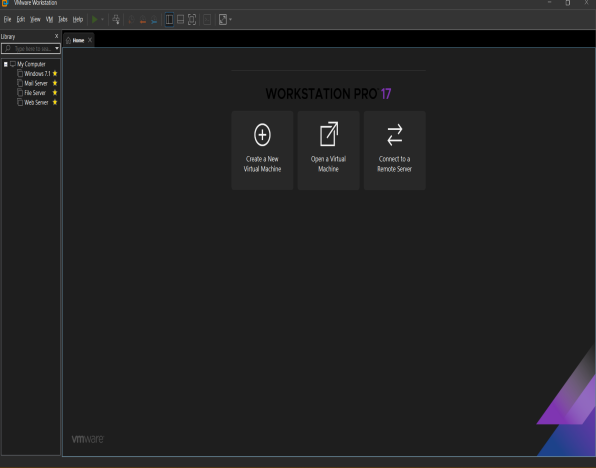 VMware Workstation
File Edit View VM Tabs Help
Library
Type here to sea...
Home
My Computer
Windows 7.1
Mail Server
File Server
Web Server
WORKSTATION PRO 17
Create a New
Virtual Machine
Open a Virtual
Machine
Connect to a
Remote Server
vmware